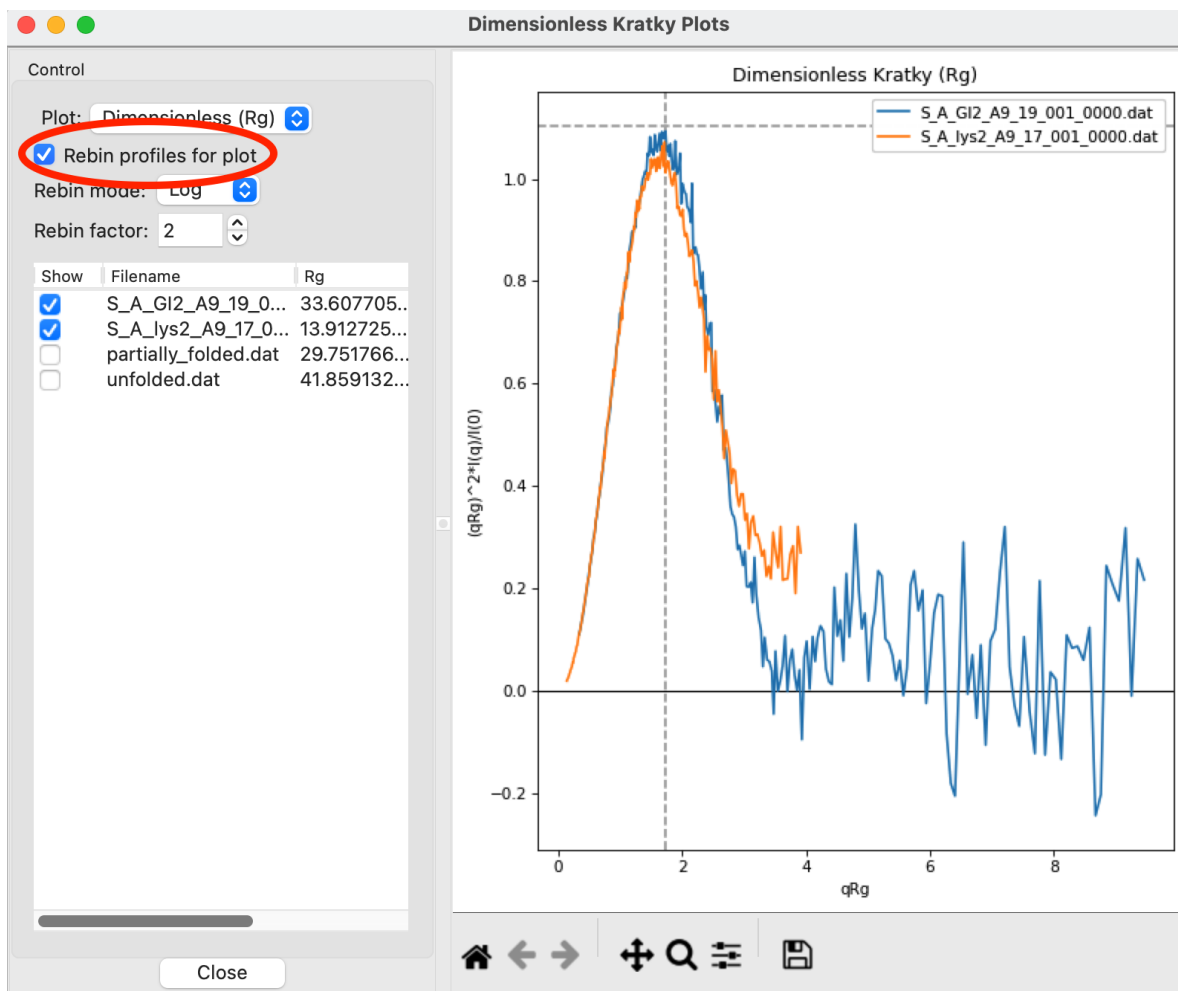 Dimensionless Kratky Plots
Control
Plot: Dimensionless (Rg)
Rebin profiles for plot
Rebin mode: Log
Rebin factor: 2
Show Filename Rg
S_A_GI2_A9_19_0... 33.607705...
S_A_lys2_A9_17_0... 13.912725...
partially_folded.dat 29.751766...
unfolded.dat 41.859132...
Close
Dimensionless Kratky (Rg)
S_A_GI2_A9_19_001_0000.dat
S_A_lys2_A9_17_001_0000.dat
1.0
0.8
0.6
0.4
0.2
0.0
−0.2
(qRg)^2*I(q)/I(0)
0 2 4 6 8
qRg